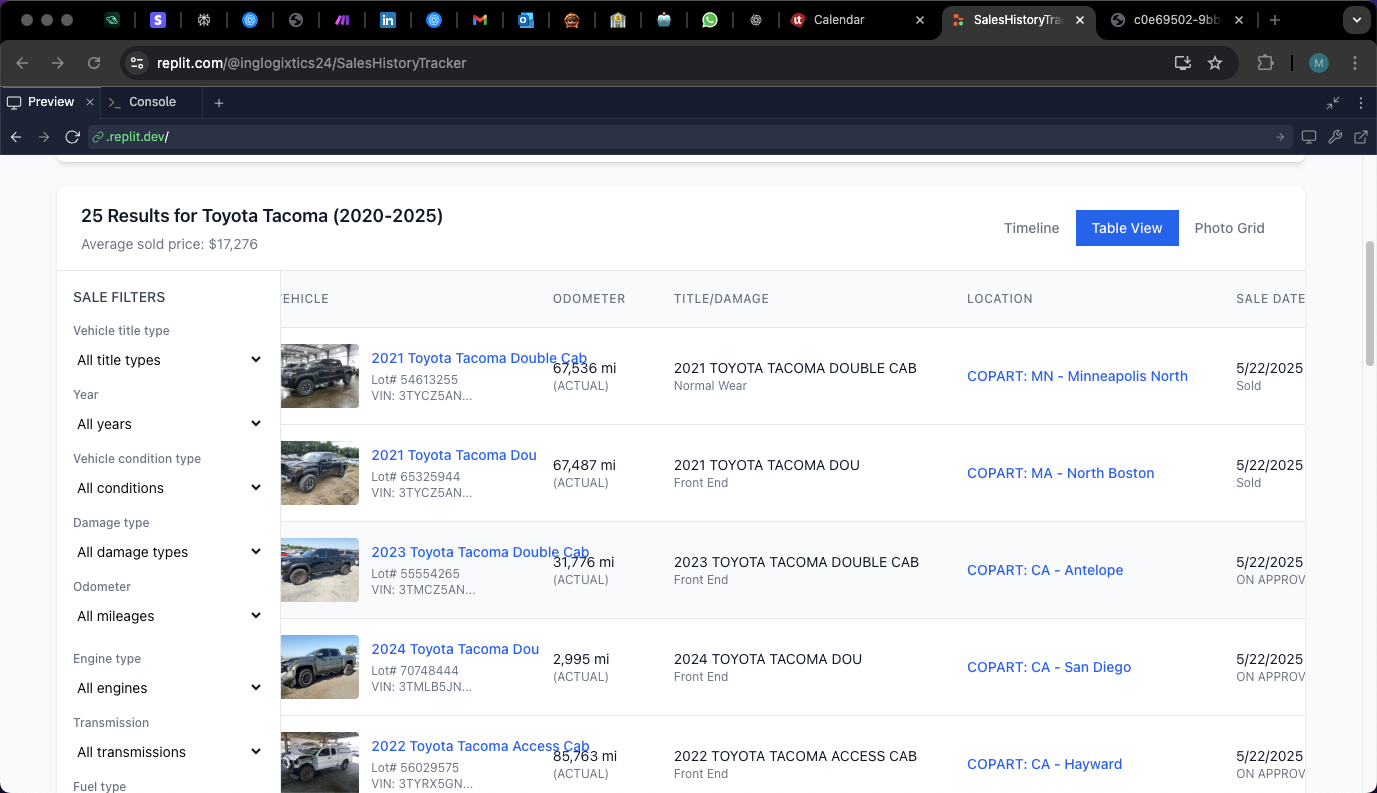 Calendar
SalesHistoryTra
c0e69502-9bb
replit.com/@inglogixtics24/SalesHistoryTracker
M
Preview
Console
.replit.dev/
25 Results for Toyota Tacoma (2020-2025)
Average sold price: $17,276
Timeline
Table View
Photo Grid
SALE FILTERS
Vehicle title type
All title types
Year
All years
Vehicle condition type
All conditions
Damage type
All damage types
Odometer
All mileages
Engine type
All engines
Transmission
All transmissions
Fuel type
EHICLE ODOMETER TITLE/DAMAGE LOCATION SALE DATE
2021 Toyota Tacoma Double Cab
Lot# 54613255
VIN: 3TYCZ5AN...
67,536 mi
(ACTUAL)
2021 TOYOTA TACOMA DOUBLE CAB
Normal Wear
COPART: MN - Minneapolis North
5/22/2025
Sold
2021 Toyota Tacoma Dou
Lot# 65325944
VIN: 3TYCZ5AN...
67,487 mi
(ACTUAL)
2021 TOYOTA TACOMA DOU
Front End
COPART: MA - North Boston
5/22/2025
Sold
2023 Toyota Tacoma Double Cab
Lot# 55554265
VIN: 3TMCZ5AN...
31,776 mi
(ACTUAL)
2023 TOYOTA TACOMA DOUBLE CAB
Front End
COPART: CA - Antelope
5/22/2025
ON APPROV
2024 Toyota Tacoma Dou
Lot# 70748444
VIN: 3TMLB5JN...
2,995 mi
(ACTUAL)
2024 TOYOTA TACOMA DOU
Front End
COPART: CA - San Diego
5/22/2025
ON APPROV
2022 Toyota Tacoma Access Cab
Lot# 56029575
VIN: 3TYRX5GN...
85,763 mi
(ACTUAL)
2022 TOYOTA TACOMA ACCESS CAB
Front End
COPART: CA - Hayward
5/22/2025
ON APPROV